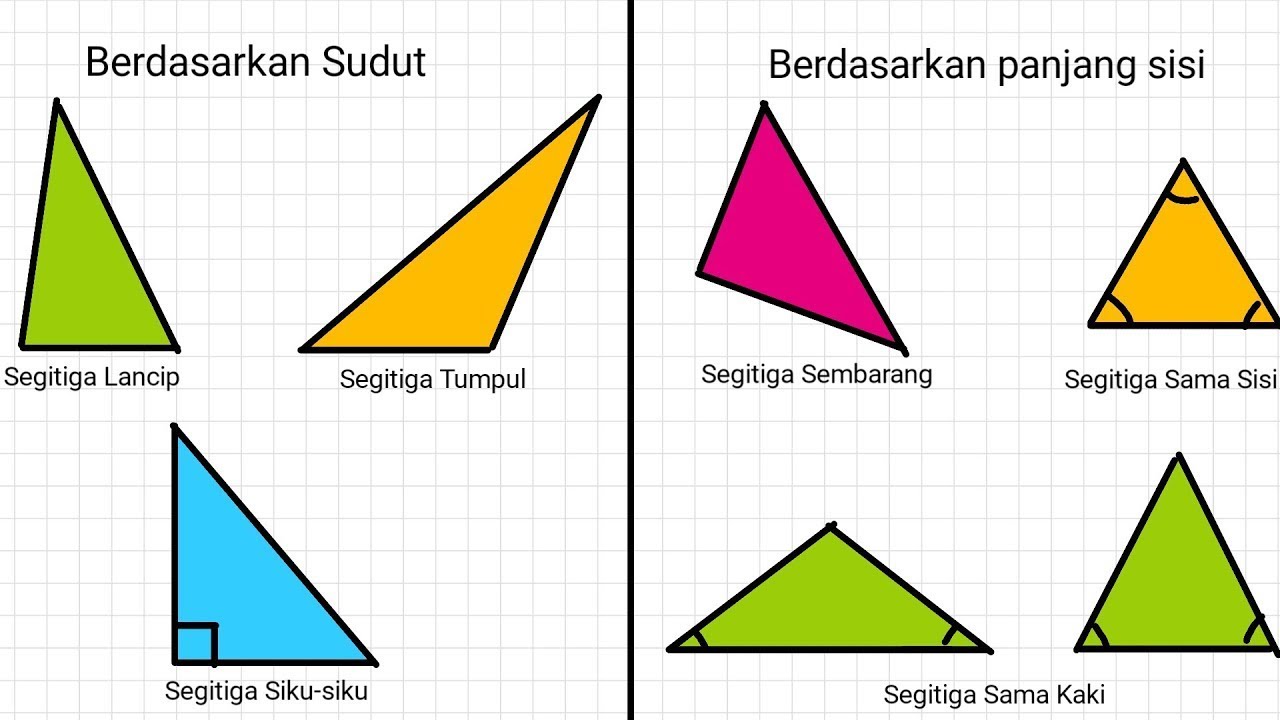 Berdasarkan Sudut
Segitiga Lancip
Segitiga Tumpul
Segitiga Siku-siku
Berdasarkan panjang sisi
Segitiga Sembarang
Segitiga Sama Sisi
Segitiga Sama Kaki